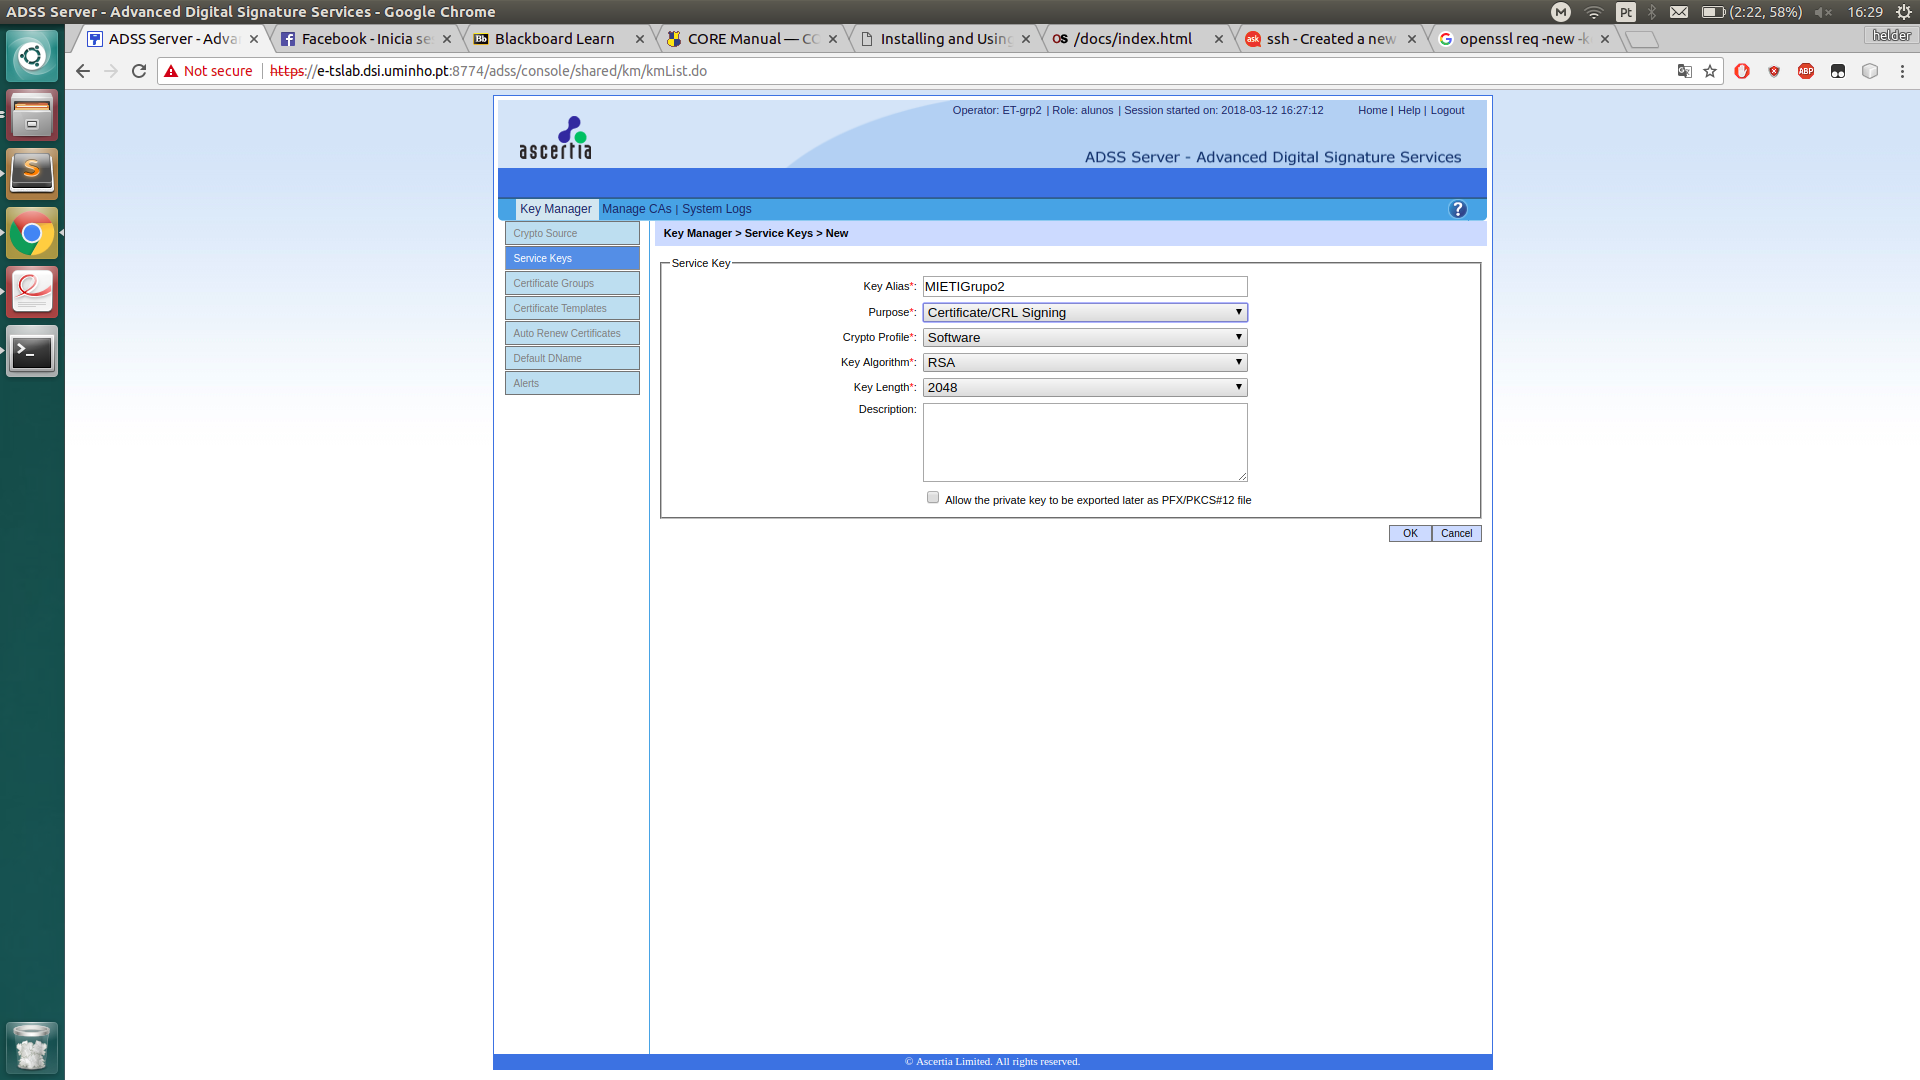 ADSS Server - Advanced Digital Signature Services - Google Chrome
M
Pt
(2:22, 58%)
16:29
ADSS Server - Adva
Facebook - Inicia se
Bb
Blackboard Learn
CORE Manual — CO
Installing and Using
OS
/docs/index.html
ask
ssh - Created a new
G
openssl req -new -k
helder
Not secure
https://e-tslab.dsi.uminho.pt:8774/adss/console/shared/km/kmList.do
ABP
Operator: ET-grp2 | Role: alunos | Session started on: 2018-03-12 16:27:12
Home | Help | Logout
ascertia
ADSS Server - Advanced Digital Signature Services
Key Manager
Manage CAs | System Logs
?
Crypto Source
Service Keys
Certificate Groups
Certificate Templates
Auto Renew Certificates
Default DName
Alerts
Key Manager > Service Keys > New
Service Key
Key Alias*: MIETIGrupo2
Purpose*: Certificate/CRL Signing
Crypto Profile*: Software
Key Algorithm*: RSA
Key Length*: 2048
Description:
Allow the private key to be exported later as PFX/PKCS#12 file
OK
Cancel
© Ascertia Limited. All rights reserved.